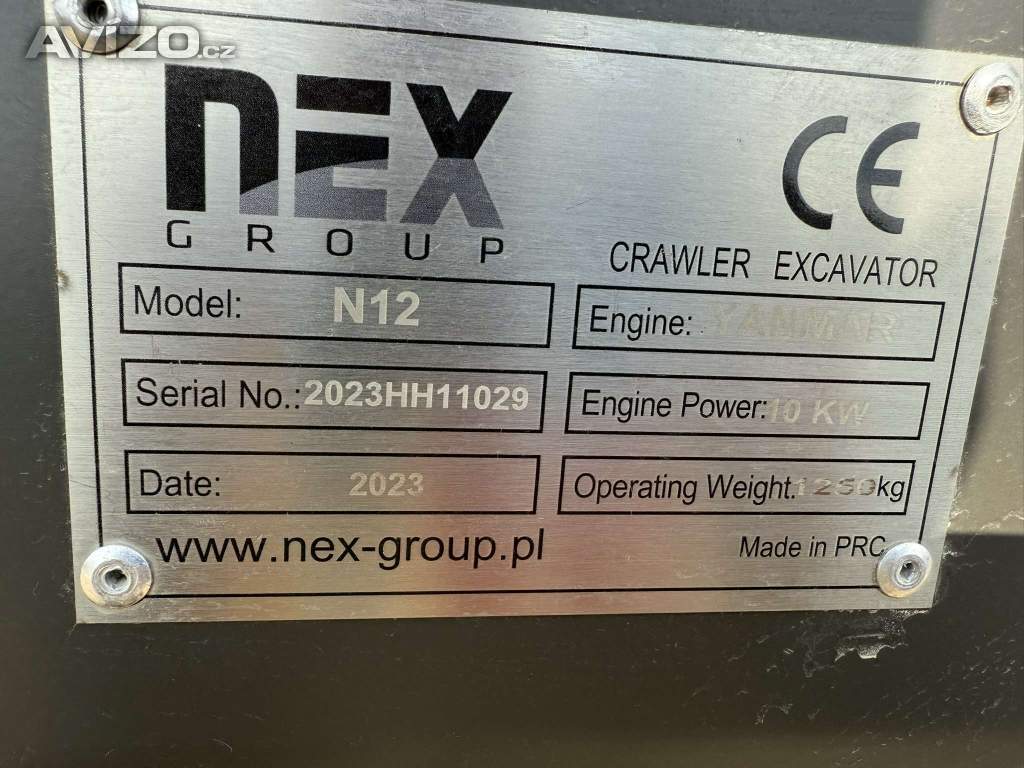 AVIZO.cz
NEX
GROUP
CE
CRAWLER EXCAVATOR
Model: N12
Engine: YANMAR
Serial No.: 2023HH11029
Engine Power: 10 KW
Date: 2023
Operating Weight. kg
www.nex-group.pl
Made in PRC